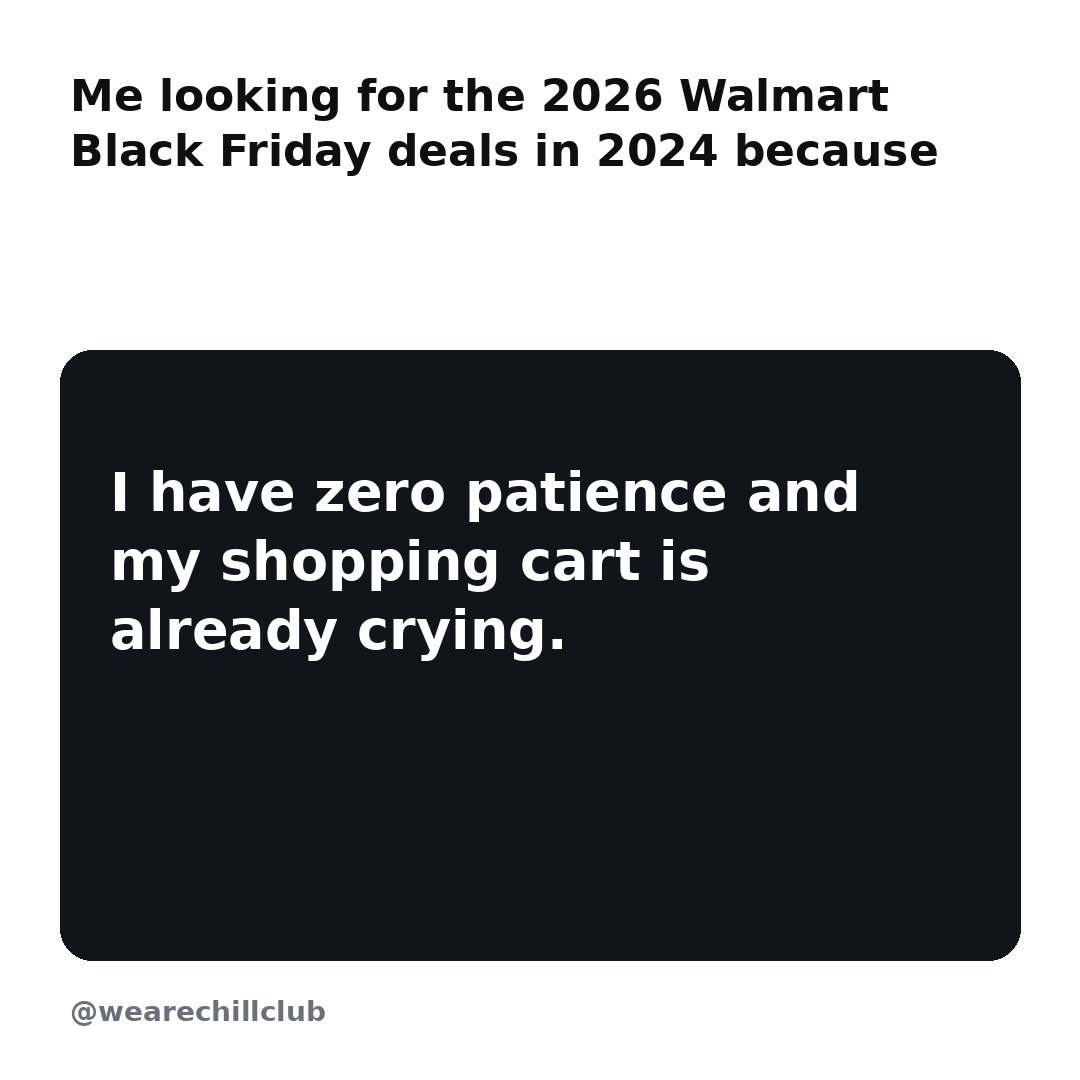 Me looking for the 2026 Walmart
Black Friday deals in 2024 because
I have zero patience and
my shopping cart is
already crying.
@wearechillclub